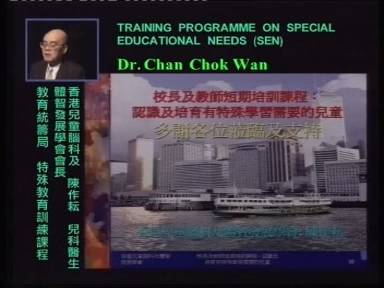 TRAINING PROGRAMME ON SPECIAL
EDUCATIONAL NEEDS (SEN)
Dr. Chan Chok Wan
香港兒童腦科及 陳作耘 兒科醫生
體智發展學會會長
教育統籌局 特殊教育訓練課程
校長及教師短期培訓課程：
認識及培育有特殊學習需要的兒童
多謝各位蒞臨及支持